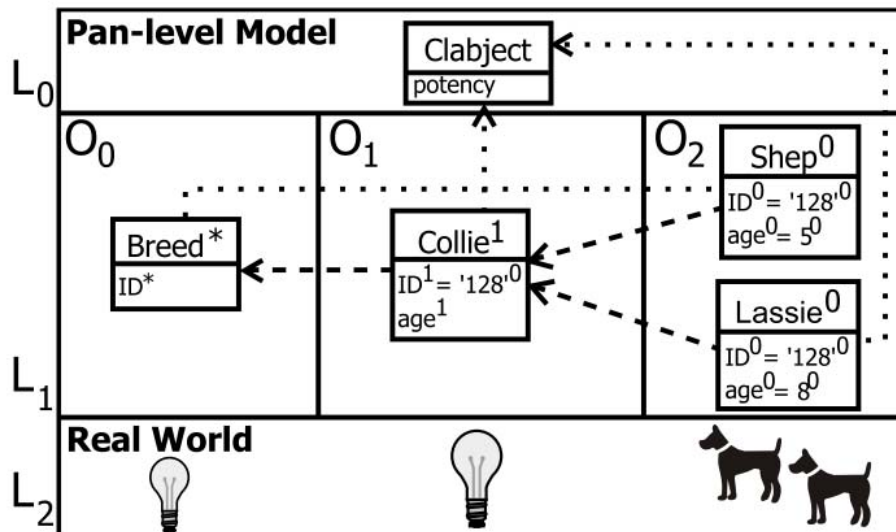 Pan-level Model
Clabject
potency
L₀
O₀
O₁
O₂
Shep⁰
ID⁰ = '128'⁰
age⁰ = 5⁰
Breed*
ID*
Collie¹
ID¹ = '128'⁰
age¹
Lassie⁰
ID⁰ = '128'⁰
age⁰ = 8⁰
L₁
Real World
L₂